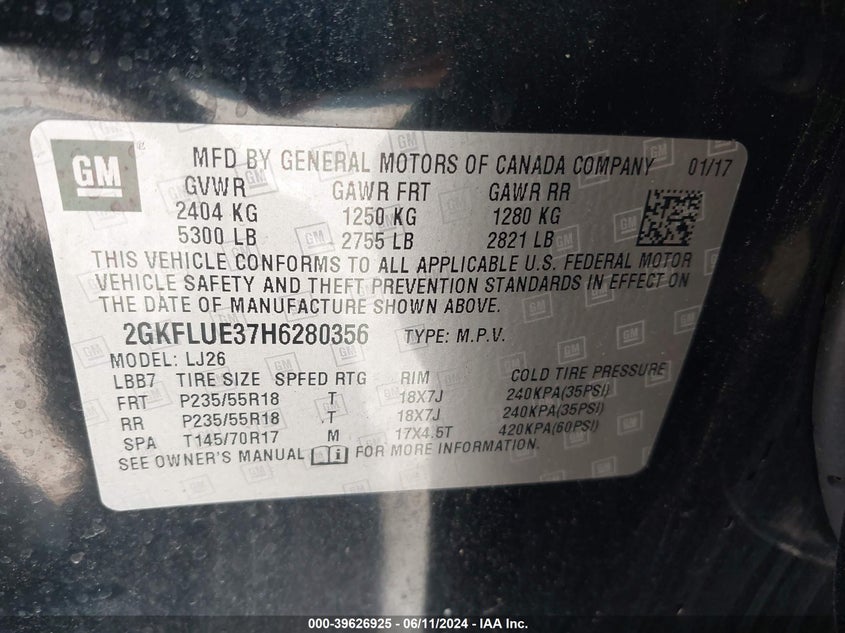 GM
MFD BY GENERAL MOTORS OF CANADA COMPANY 01/17
GVWR GAWR FRT GAWR RR
2404 KG 1250 KG 1280 KG
5300 LB 2755 LB 2821 LB
THIS VEHICLE CONFORMS TO ALL APPLICABLE U.S. FEDERAL MOTOR
VEHICLE SAFETY AND THEFT PREVENTION STANDARDS IN EFFECT ON
THE DATE OF MANUFACTURE SHOWN ABOVE.
2GKFLUE37H6280356 TYPE: M.P.V.
MODEL: LJ26
LBB7 TIRE SIZE SPEED RTG RIM COLD TIRE PRESSURE
FRT P235/55R18 T 18X7J 240KPA(35PSI)
RR P235/55R18 T 18X7J 240KPA(35PSI)
SPA T145/70R17 M 17X4.5T 420KPA(60PSI)
SEE OWNER'S MANUAL FOR MORE INFORMATION.
000-39626925 - 06/11/2024 - IAA Inc.